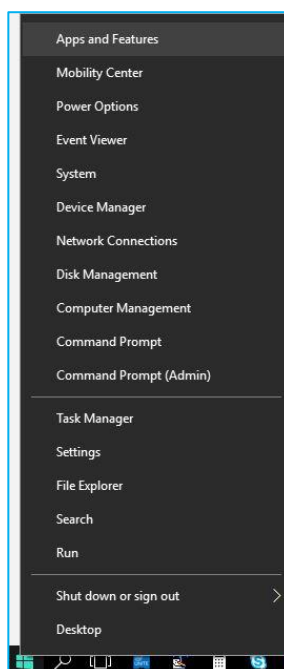 Apps and Features
Mobility Center
Power Options
Event Viewer
System
Device Manager
Network Connections
Disk Management
Computer Management
Command Prompt
Command Prompt (Admin)
Task Manager
Settings
File Explorer
Search
Run
Shut down or sign out
Desktop